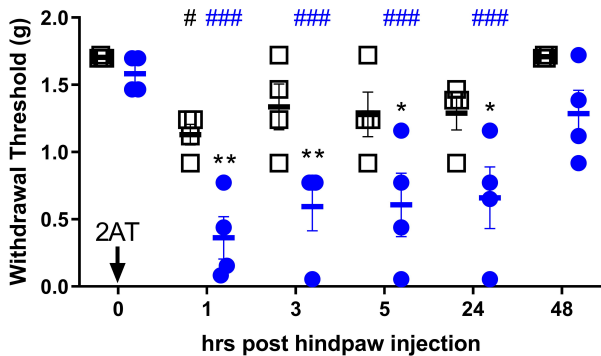 # ### ### ### ###
2.0
1.5
1.0
0.5
0.0
Withdrawal Threshold (g)
** ** * *
2AT
0 1 3 5 24 48
hrs post hindpaw injection